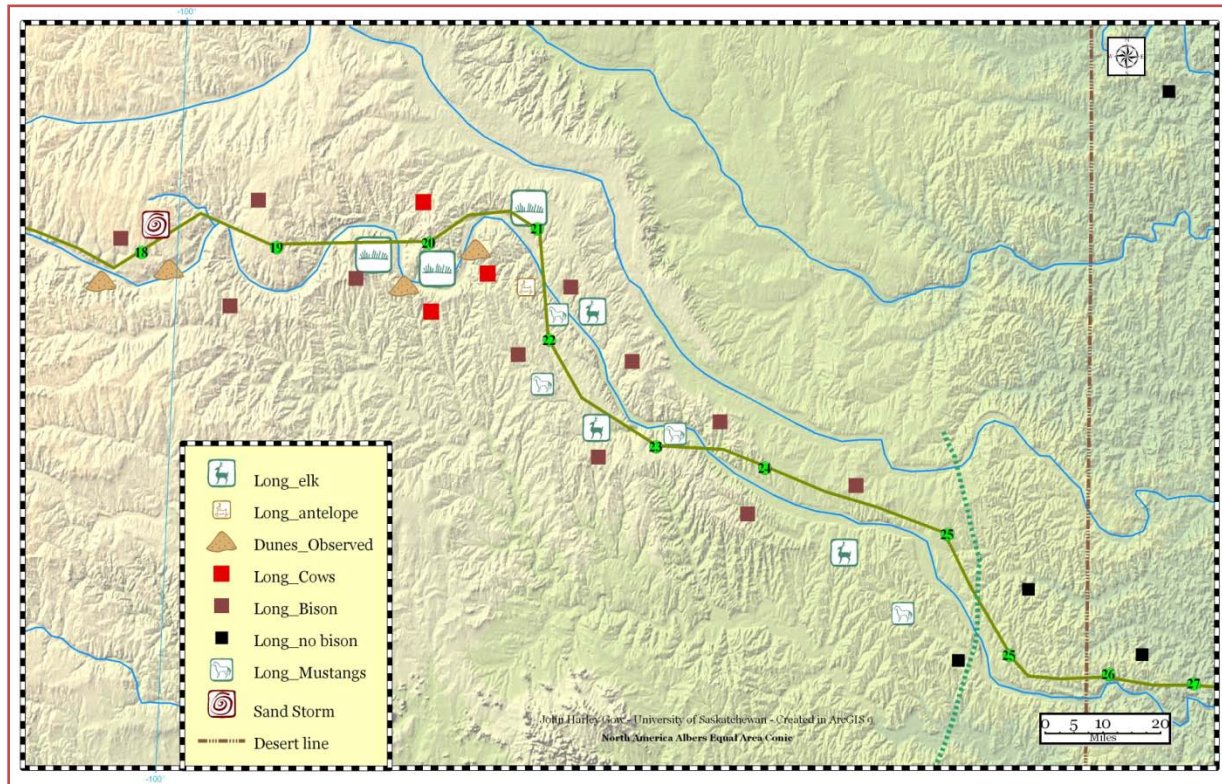 -100°
18
19
20
21
22
23
24
25
25
26
27
Long_elk
Long_antelope
Dunes_Observed
Long_Cows
Long_Bison
Long_no bison
Long_Mustangs
Sand Storm
Desert line
John Harley Gow - University of Saskatchewan - Created in ArcGIS 9
North America Albers Equal Area Conic
0 5 10 20
Miles
-100°